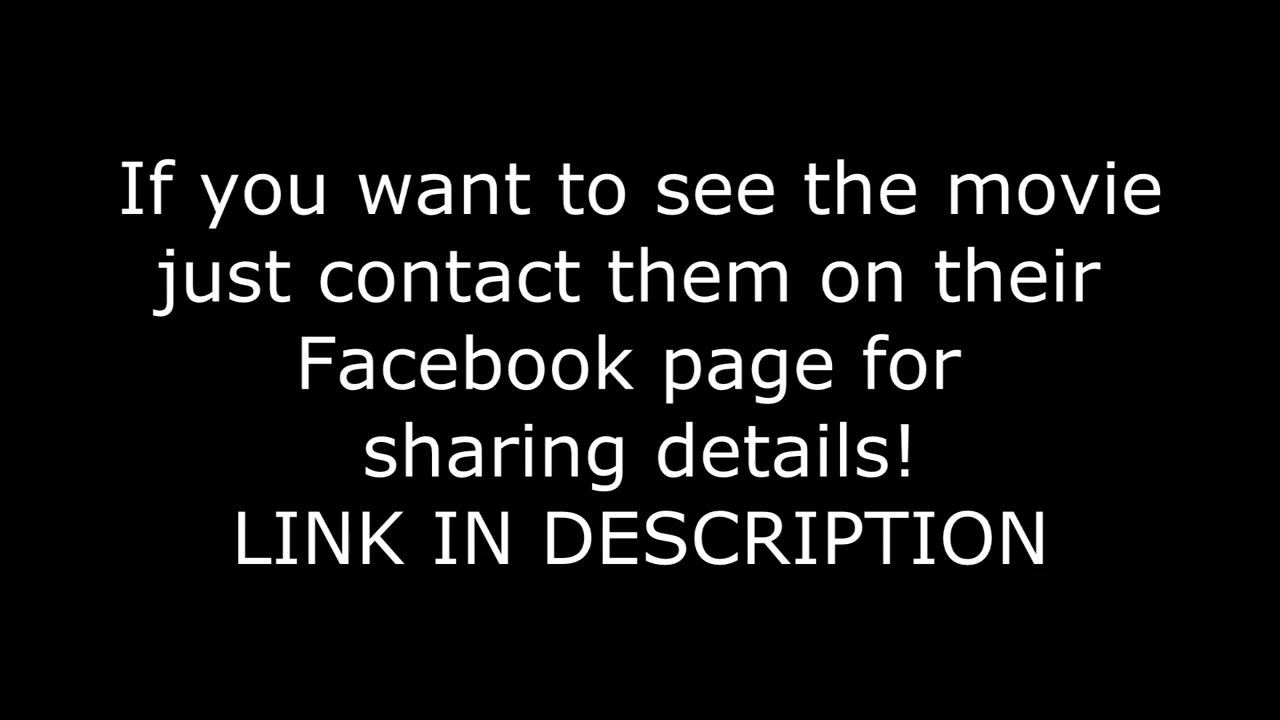 If you want to see the movie
just contact them on their
Facebook page for
sharing details!
LINK IN DESCRIPTION